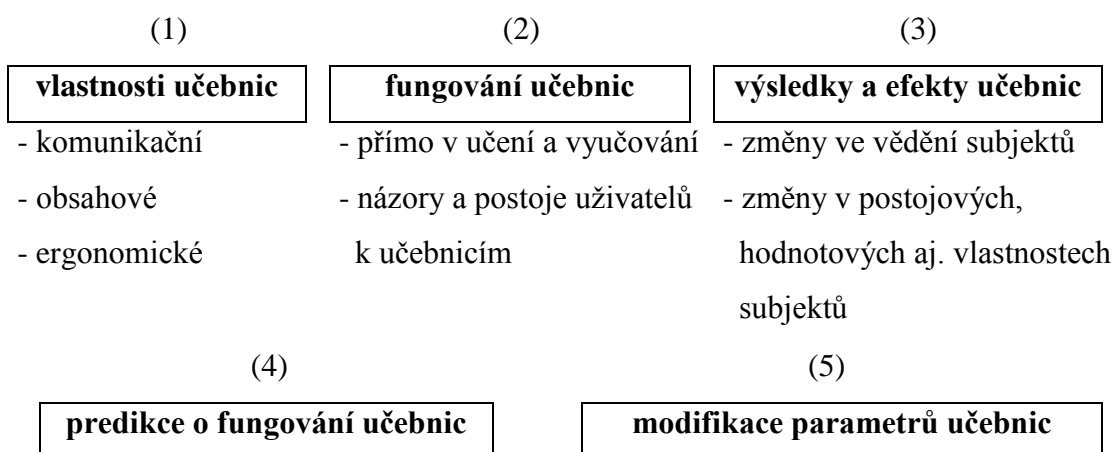 (1) (2) (3)
vlastnosti učebnic fungování učebnic výsledky a efekty učebnic
- komunikační - přímo v učení a vyučování - změny ve vědění subjektů
- obsahové - názory a postoje uživatelů - změny v postojových,
- ergonomické k učebnicím hodnotových aj. vlastnostech
subjektů
(4) (5)
predikce o fungování učebnic modifikace parametrů učebnic